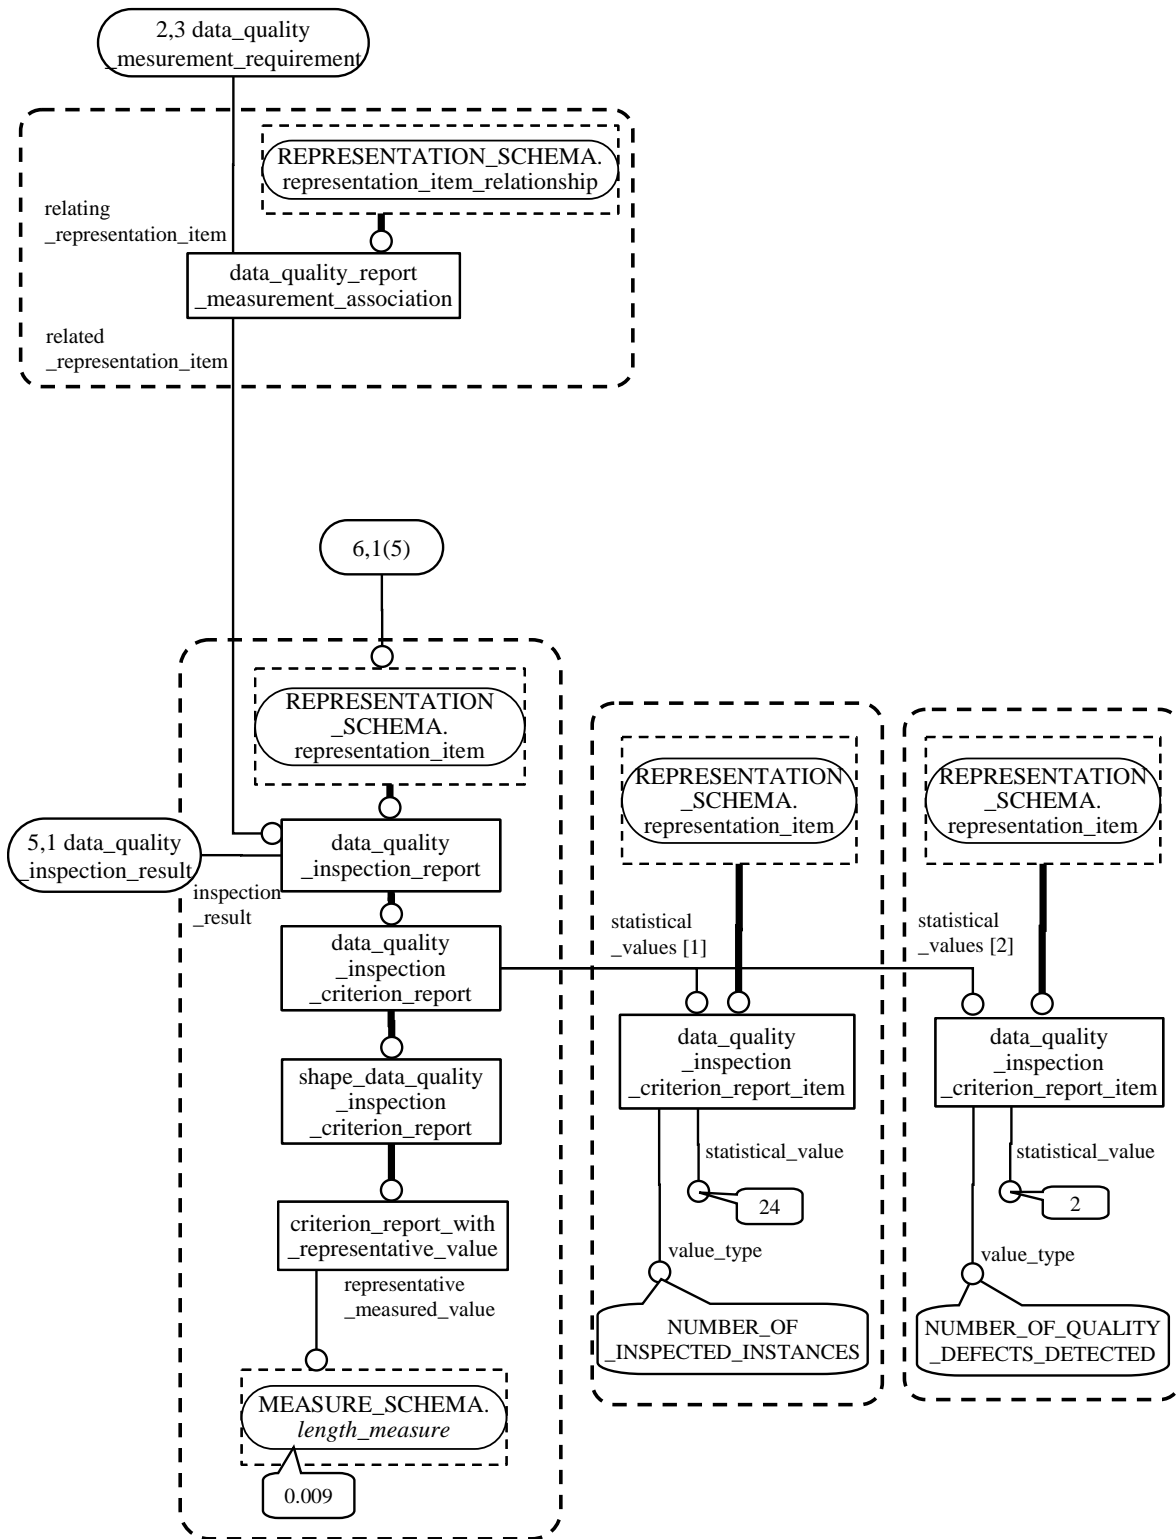 2,3 data_quality
_mesurement_requirement
REPRESENTATION_SCHEMA.
representation_item_relationship
relating
_representation_item
data_quality_report
_measurement_association
related
_representation_item
6,1(5)
REPRESENTATION
_SCHEMA.
representation_item
REPRESENTATION
_SCHEMA.
representation_item
REPRESENTATION
_SCHEMA.
representation_item
5,1 data_quality
_inspection_result
data_quality
_inspection_report
inspection
_result
data_quality
_inspection
_criterion_report
statistical
_values [1]
statistical
_values [2]
data_quality
_inspection
_criterion_report_item
data_quality
_inspection
_criterion_report_item
shape_data_quality
_inspection
_criterion_report
statistical_value
24
statistical_value
2
criterion_report_with
_representative_value
value_type
value_type
representative
_measured_value
NUMBER_OF
_INSPECTED_INSTANCES
NUMBER_OF_QUALITY
_DEFECTS_DETECTED
MEASURE_SCHEMA.
length_measure
0.009